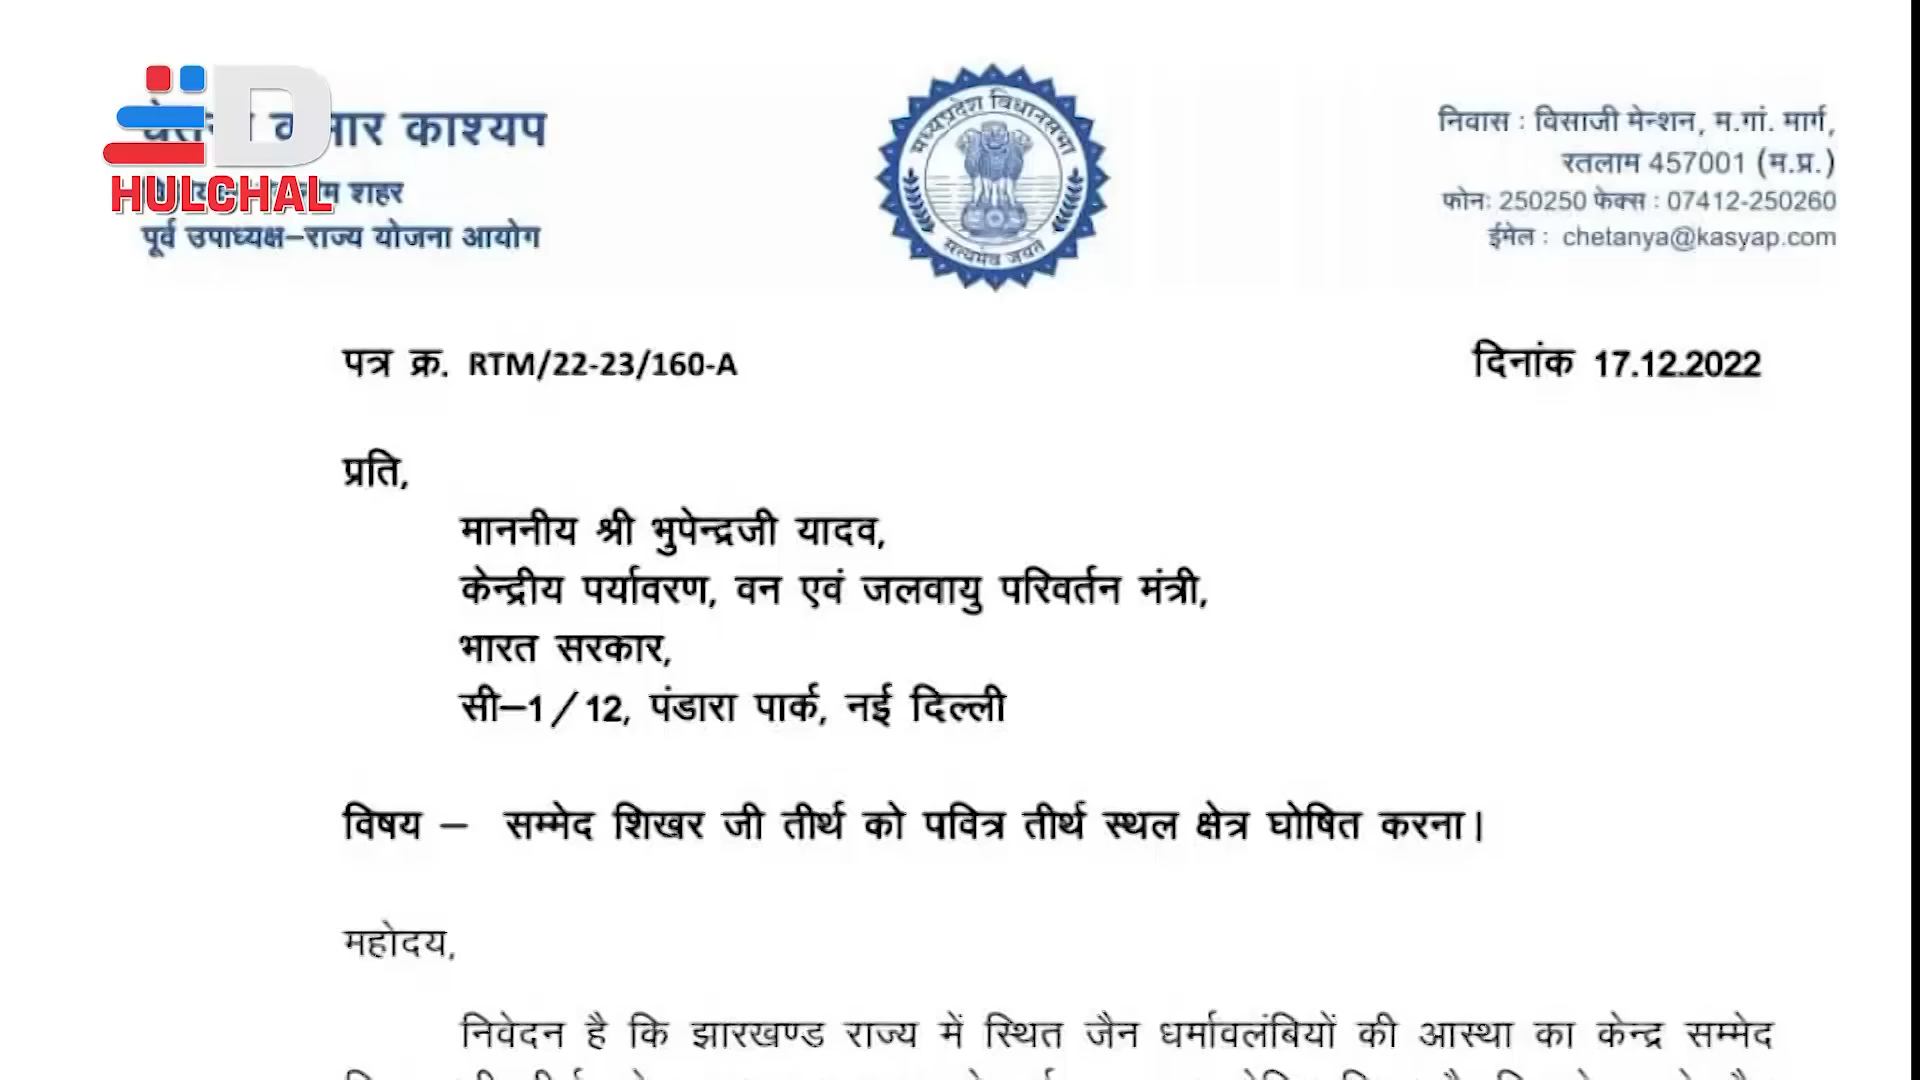 D
HULCHAL
कुमार काश्यप
शहर
पूर्व उपाध्यक्ष–राज्य योजना आयोग
मध्यप्रदेश विधानसभा
सत्यमेव जयते
निवास : विसाजी मेन्शन, म.गां. मार्ग,
रतलाम 457001 (म.प्र.)
फोन: 250250 फेक्स : 07412-250260
ईमेल : chetanya@kasyap.com
पत्र क्र. RTM/22-23/160-A
दिनांक 17.12.2022
प्रति,
माननीय श्री भुपेन्द्रजी यादव,
केन्द्रीय पर्यावरण, वन एवं जलवायु परिवर्तन मंत्री,
भारत सरकार,
सी–1/12, पंडारा पार्क, नई दिल्ली
विषय – सम्मेद शिखर जी तीर्थ को पवित्र तीर्थ स्थल क्षेत्र घोषित करना।
महोदय,
निवेदन है कि झारखण्ड राज्य में स्थित जैन धर्मावलंबियों की आस्था का केन्द्र सम्मेद